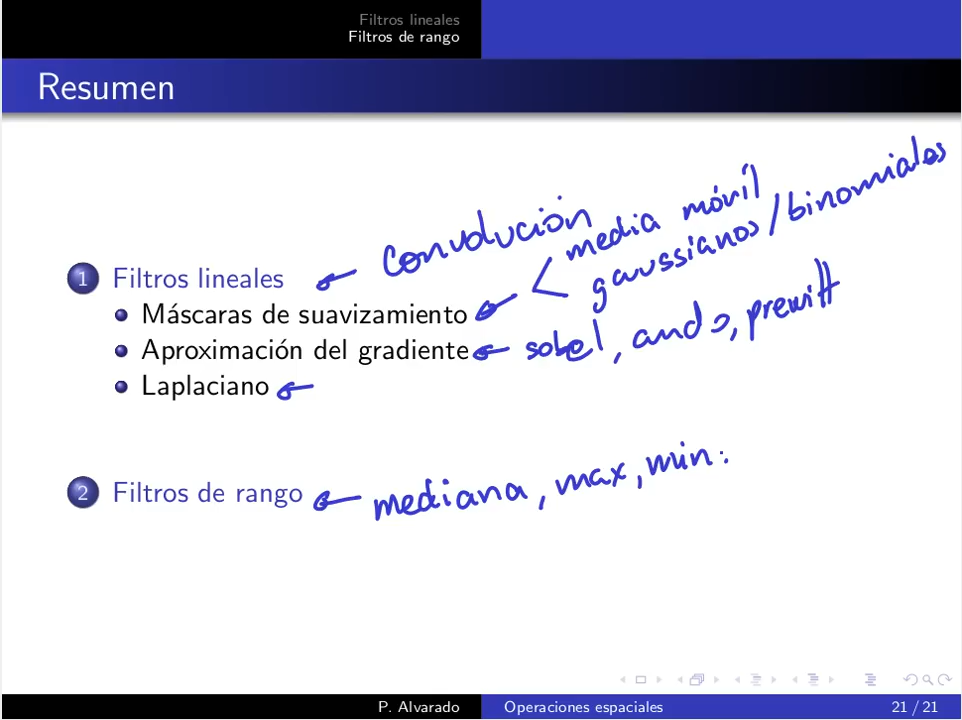 Filtros lineales
Filtros de rango
Resumen
1 Filtros lineales convolución
Máscaras de suavizamiento media móvil
gaussianos/binomiales
Aproximación del gradiente sobel, ando, prewitt
Laplaciano
2 Filtros de rango mediana, max, min.
P. Alvarado Operaciones espaciales 21 / 21